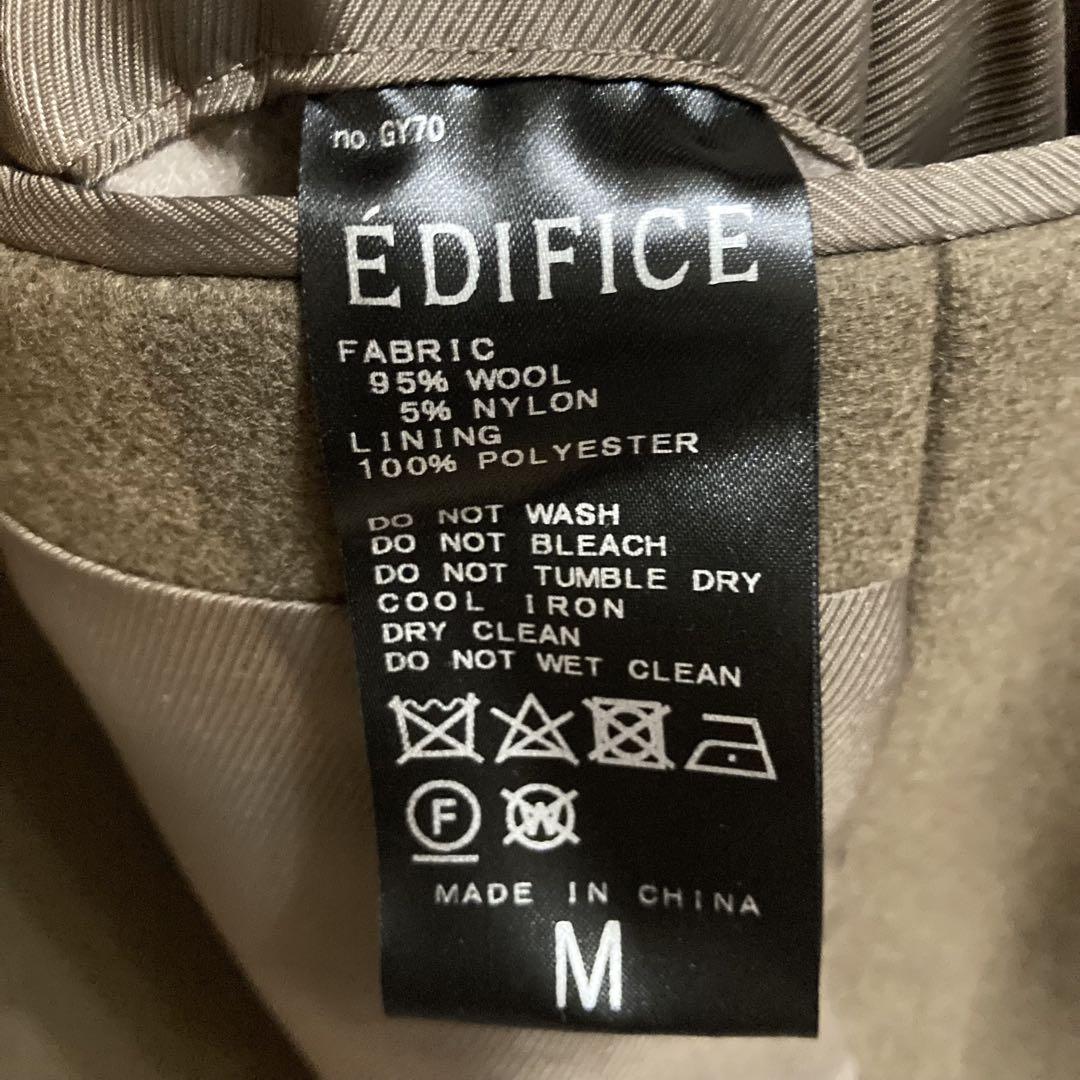 no. GY70
ÉDIFICE
FABRIC
95% WOOL
5% NYLON
LINING
100% POLYESTER
DO NOT WASH
DO NOT BLEACH
DO NOT TUMBLE DRY
COOL IRON
DRY CLEAN
DO NOT WET CLEAN
F W
MADE IN CHINA
M